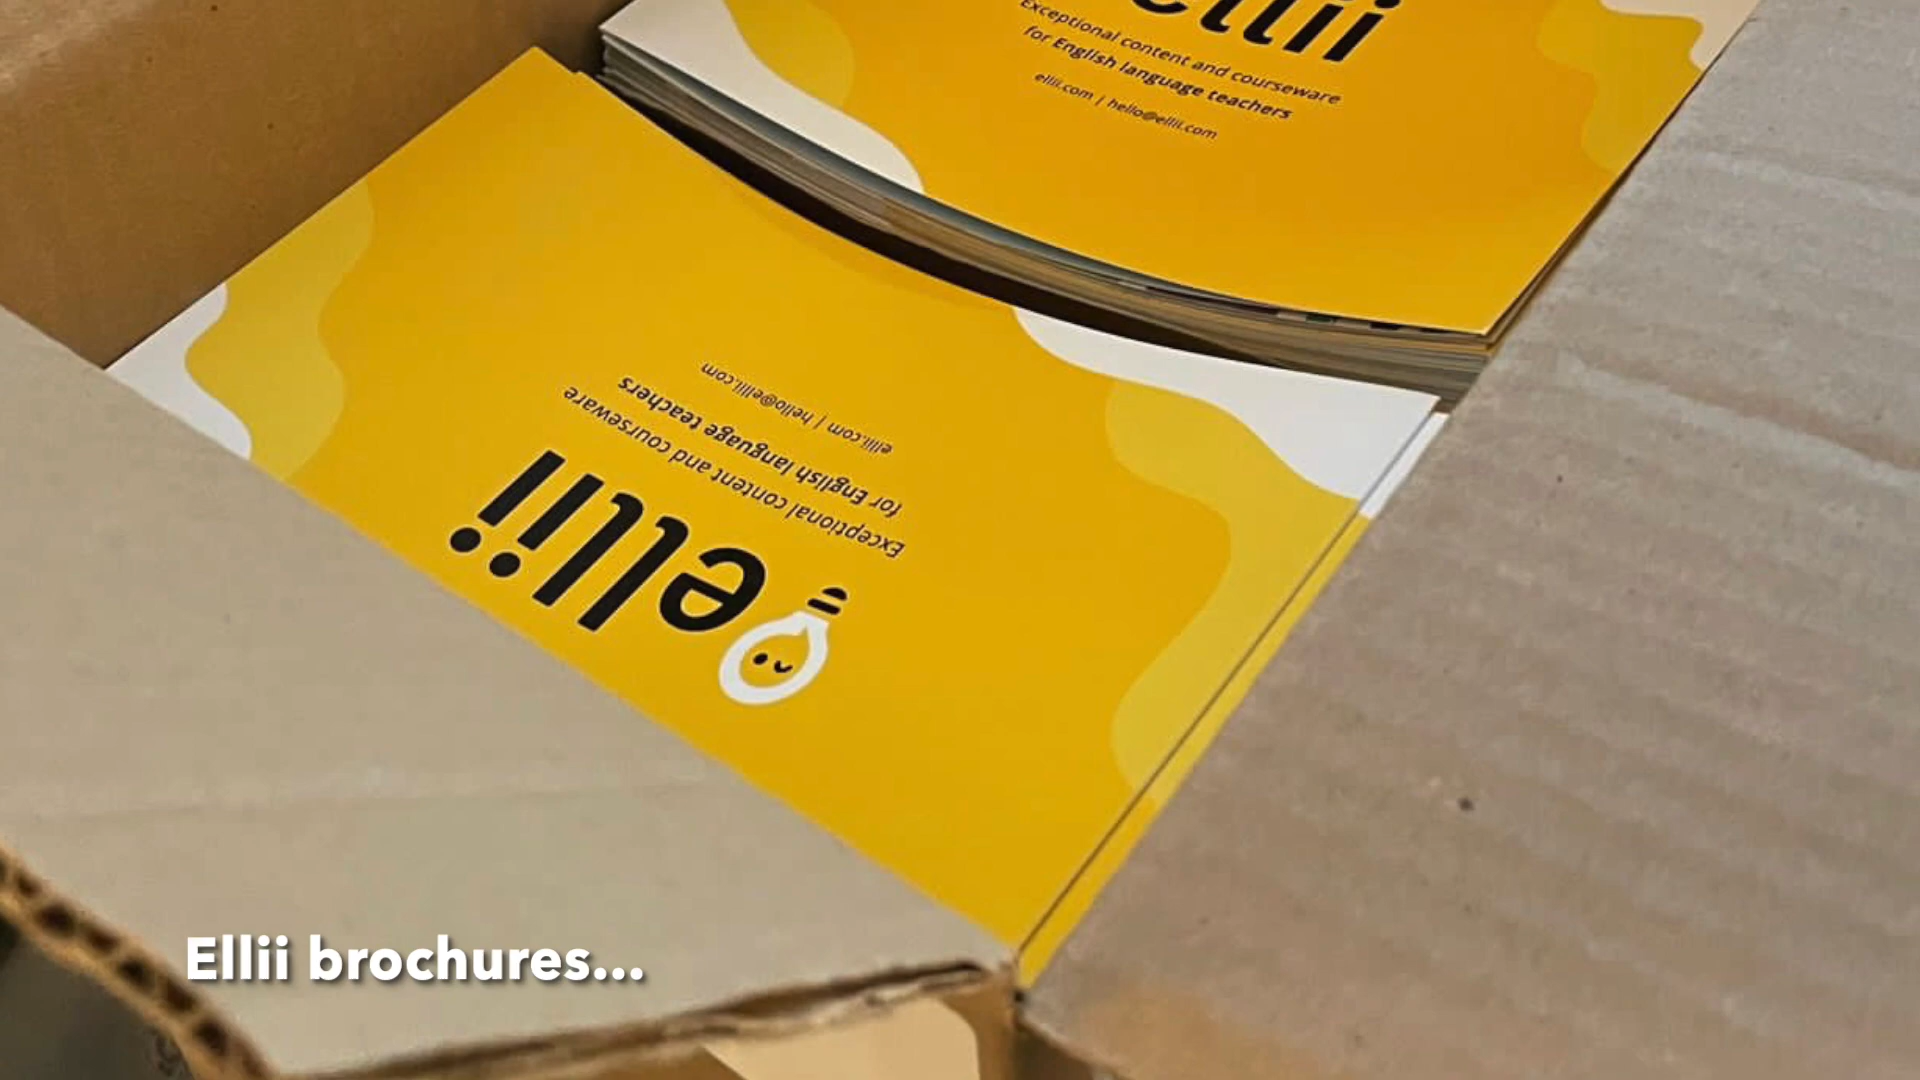 ellii
Exceptional content and courseware
for English language teachers
ellii.com | hello@ellii.com
ellii
Exceptional content and courseware
for English language teachers
ellii.com | hello@ellii.com
Ellii brochures...